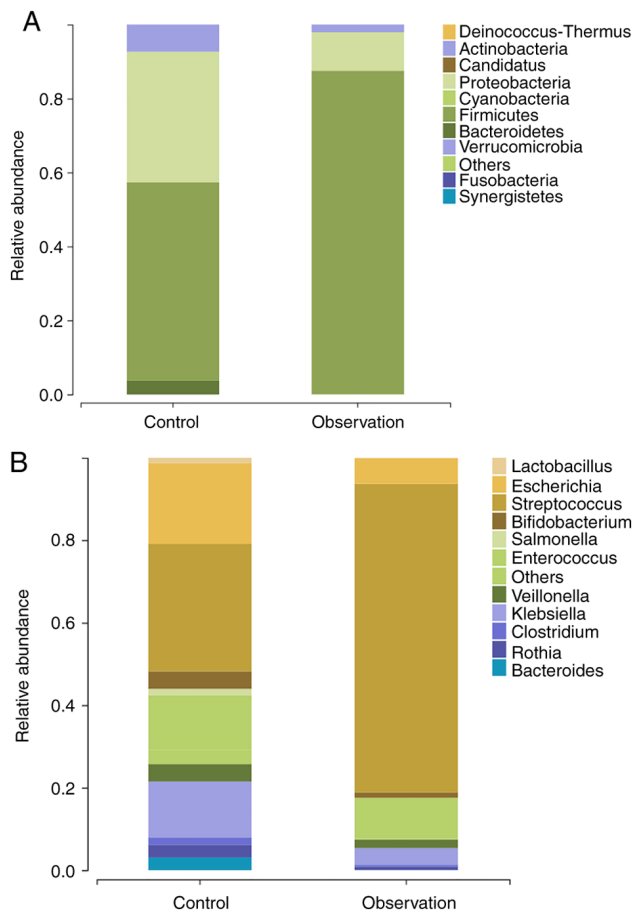 A
Relative abundance
0.8
0.6
0.4
0.2
0.0
Control
Observation
Deinococcus-Thermus
Actinobacteria
Candidatus
Proteobacteria
Cyanobacteria
Firmicutes
Bacteroidetes
Verrucomicrobia
Others
Fusobacteria
Synergistetes
B
Relative abundance
0.8
0.6
0.4
0.2
0.0
Control
Observation
Lactobacillus
Escherichia
Streptococcus
Bifidobacterium
Salmonella
Enterococcus
Others
Veillonella
Klebsiella
Clostridium
Rothia
Bacteroides